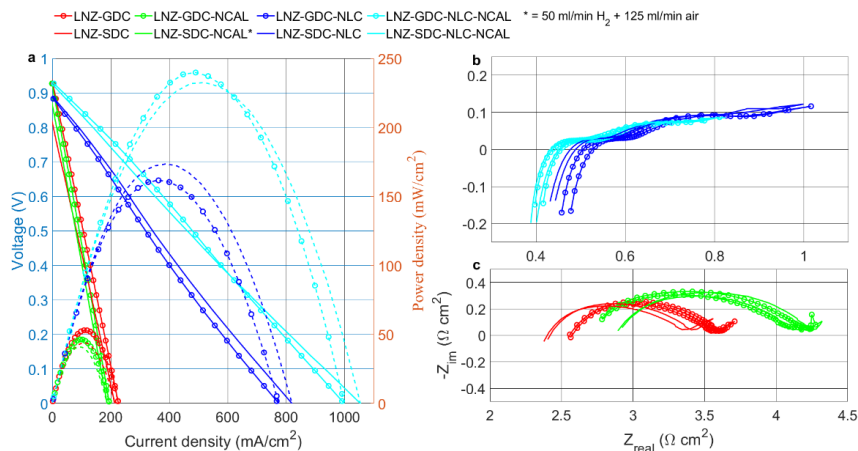 LNZ-GDC LNZ-GDC-NCAL LNZ-GDC-NLC LNZ-GDC-NLC-NCAL * = 50 ml/min H2 + 125 ml/min air
LNZ-SDC LNZ-SDC-NCAL* LNZ-SDC-NLC LNZ-SDC-NLC-NCAL
a
1
0.9
0.8
0.7
0.6
0.5
0.4
0.3
0.2
0.1
0
Voltage (V)
0 200 400 600 800 1000
Current density (mA/cm2)
250
200
150
100
50
0
Power density (mW/cm2)
b
0.2
0.1
0
-0.1
-0.2
0.4 0.6 0.8 1
c
0.4
0.2
0
-0.2
-0.4
2 2.5 3 3.5 4 4.5
-Zim (Ω cm2)
Zreal (Ω cm2)